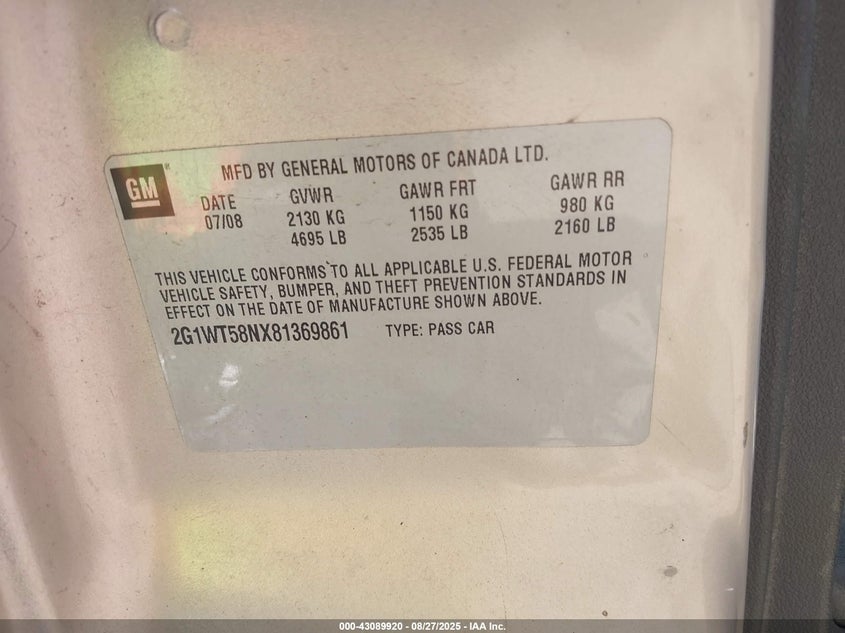 GM
MFD BY GENERAL MOTORS OF CANADA LTD.
DATE GVWR GAWR FRT GAWR RR
07/08 2130 KG 1150 KG 980 KG
4695 LB 2535 LB 2160 LB
THIS VEHICLE CONFORMS TO ALL APPLICABLE U.S. FEDERAL MOTOR
VEHICLE SAFETY, BUMPER, AND THEFT PREVENTION STANDARDS IN
EFFECT ON THE DATE OF MANUFACTURE SHOWN ABOVE.
2G1WT58NX81369861 TYPE: PASS CAR
000-43089920 - 08/27/2025 - IAA Inc.